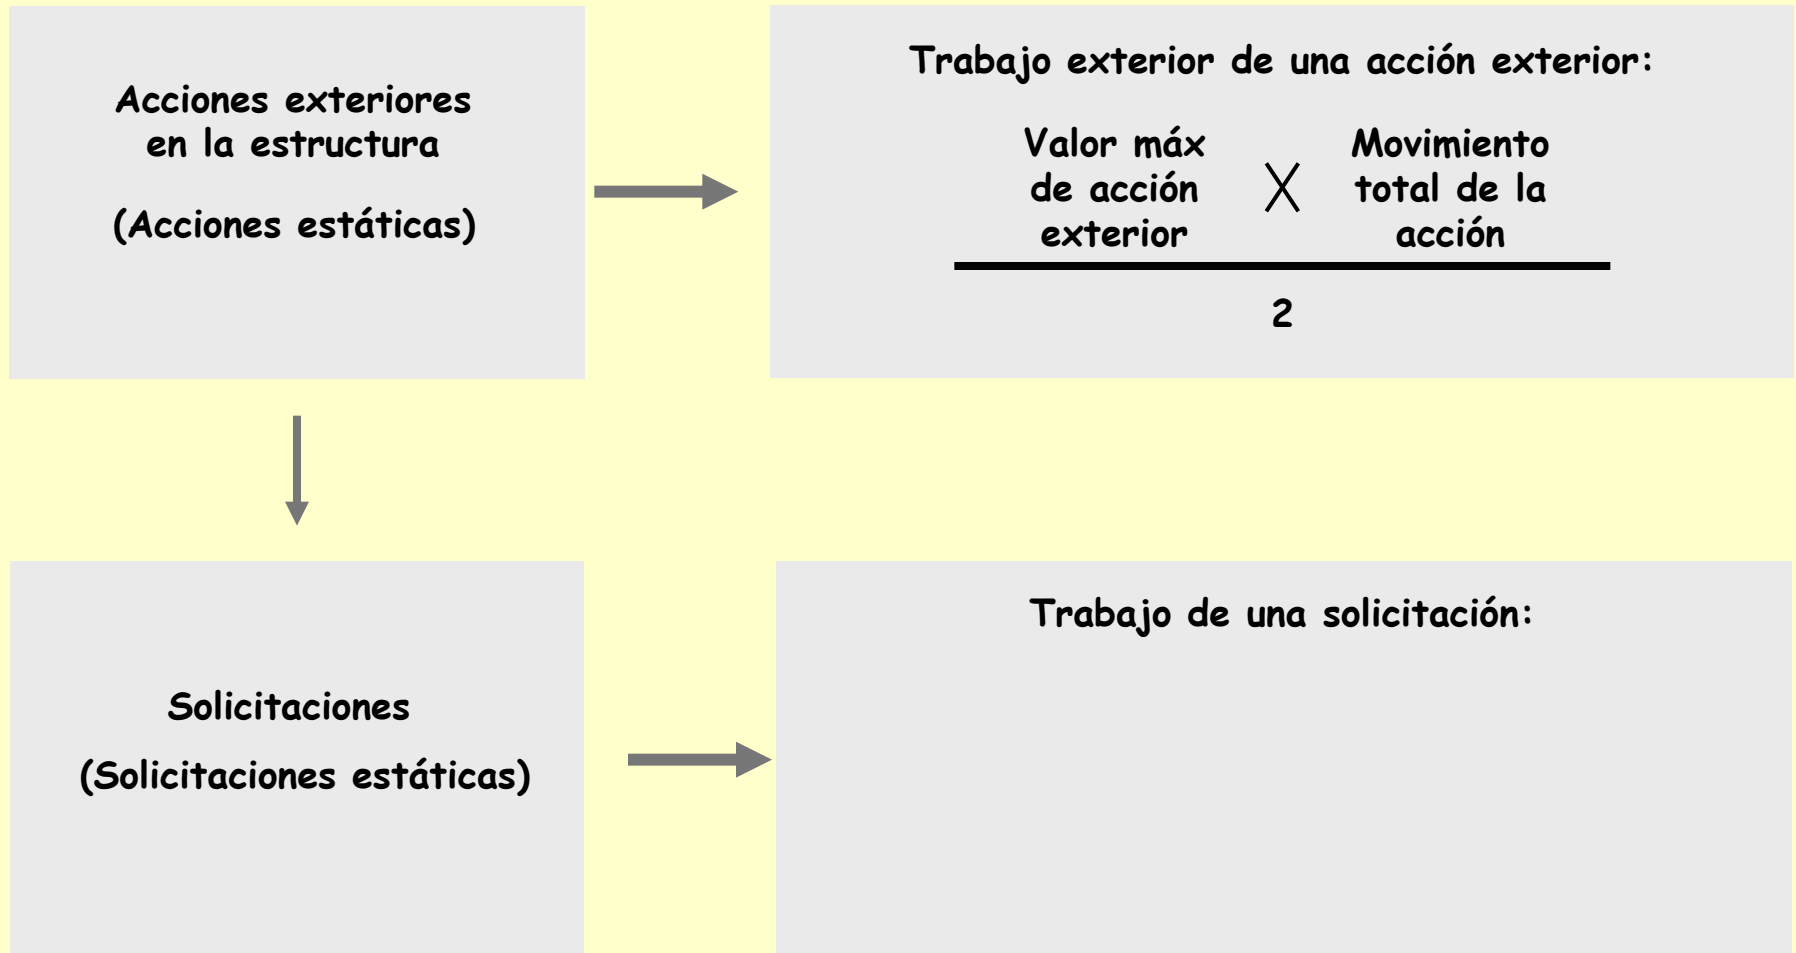 Acciones exteriores
en la estructura
(Acciones estáticas)
Trabajo exterior de una acción exterior:
Valor máx
de acción
exterior
X
Movimiento
total de la
acción
2
Solicitaciones
(Solicitaciones estáticas)
Trabajo de una solicitación: